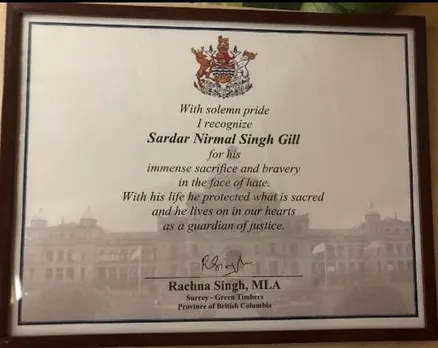 With solemn pride
I recognize
Sardar Nirmal Singh Gill
for his
immense sacrifice and bravery
in the face of hate.
With his life he protected what is sacred
and he lives on in our hearts
as a guardian of justice.
Rachna Singh, MLA
Surrey - Green Timbers
Province of British Columbia